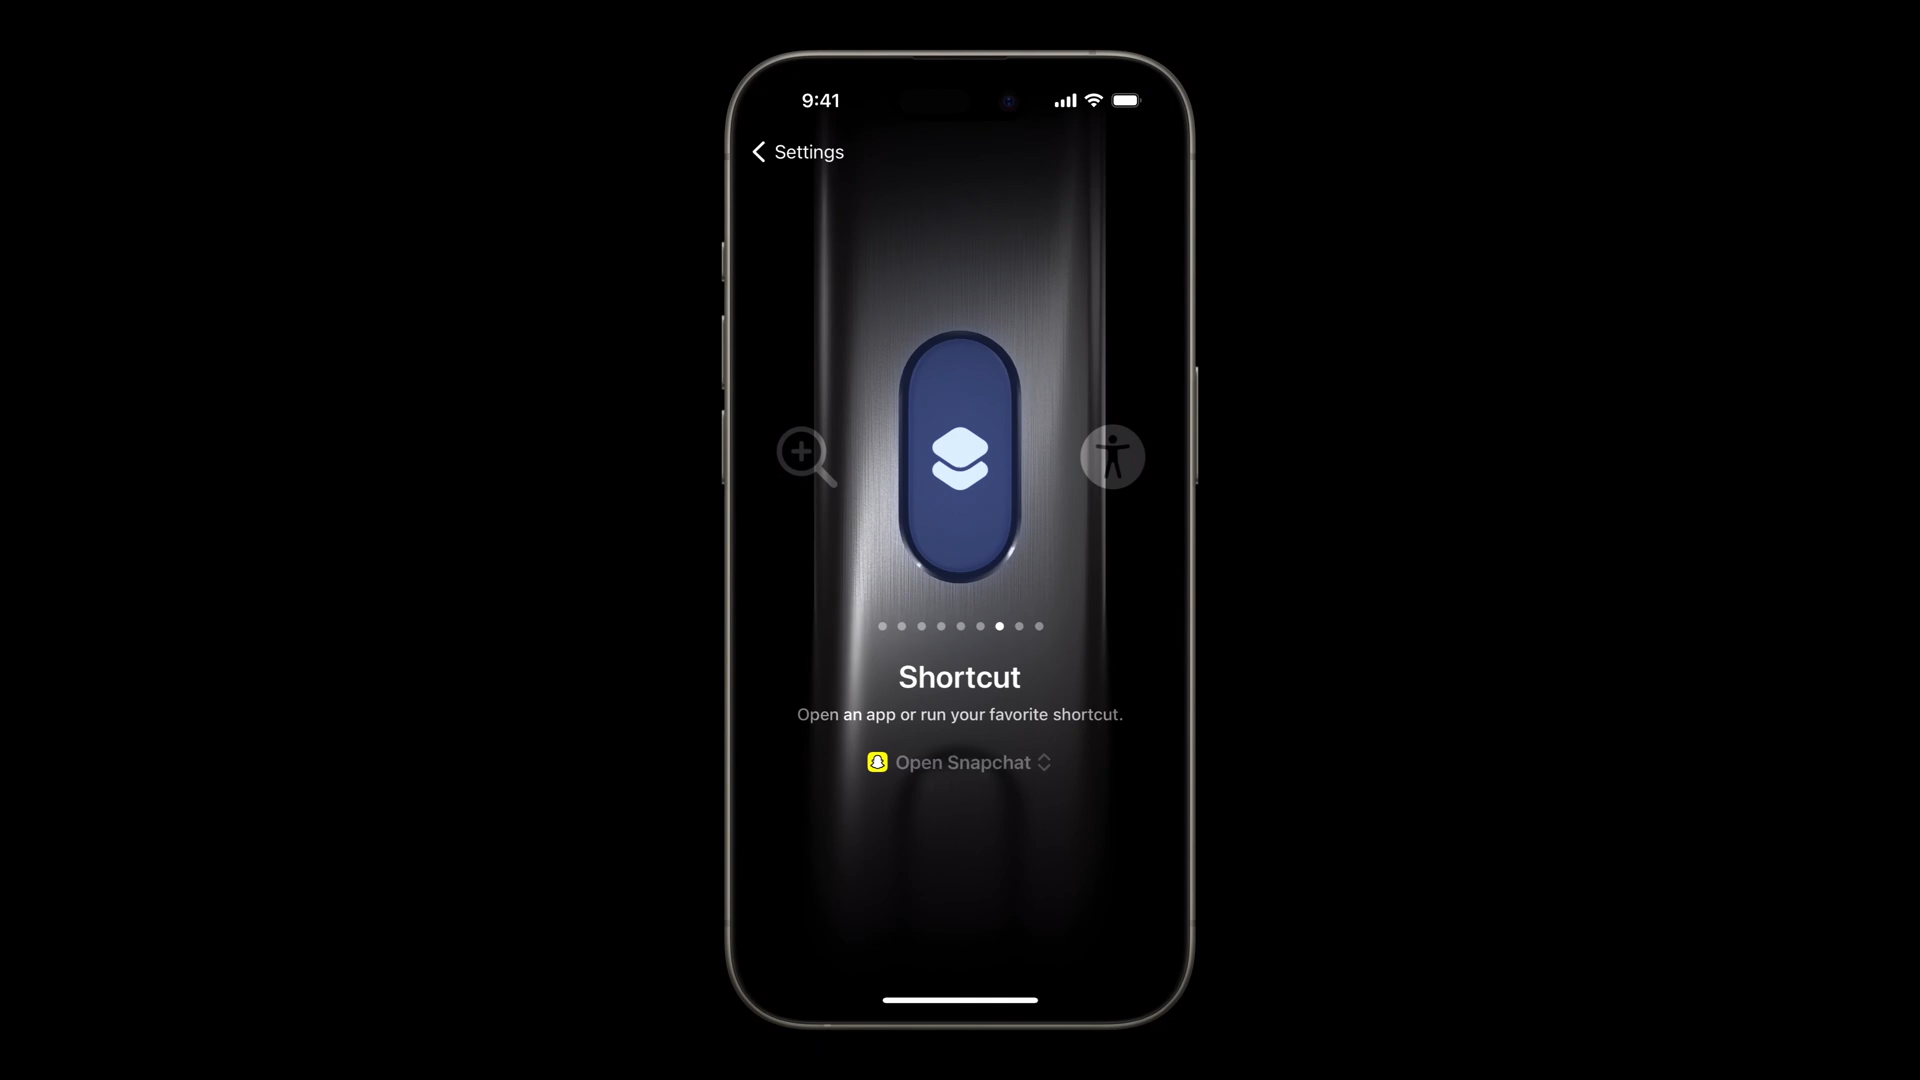 9:41
Settings
Shortcut
Open an app or run your favorite shortcut.
Open Snapchat